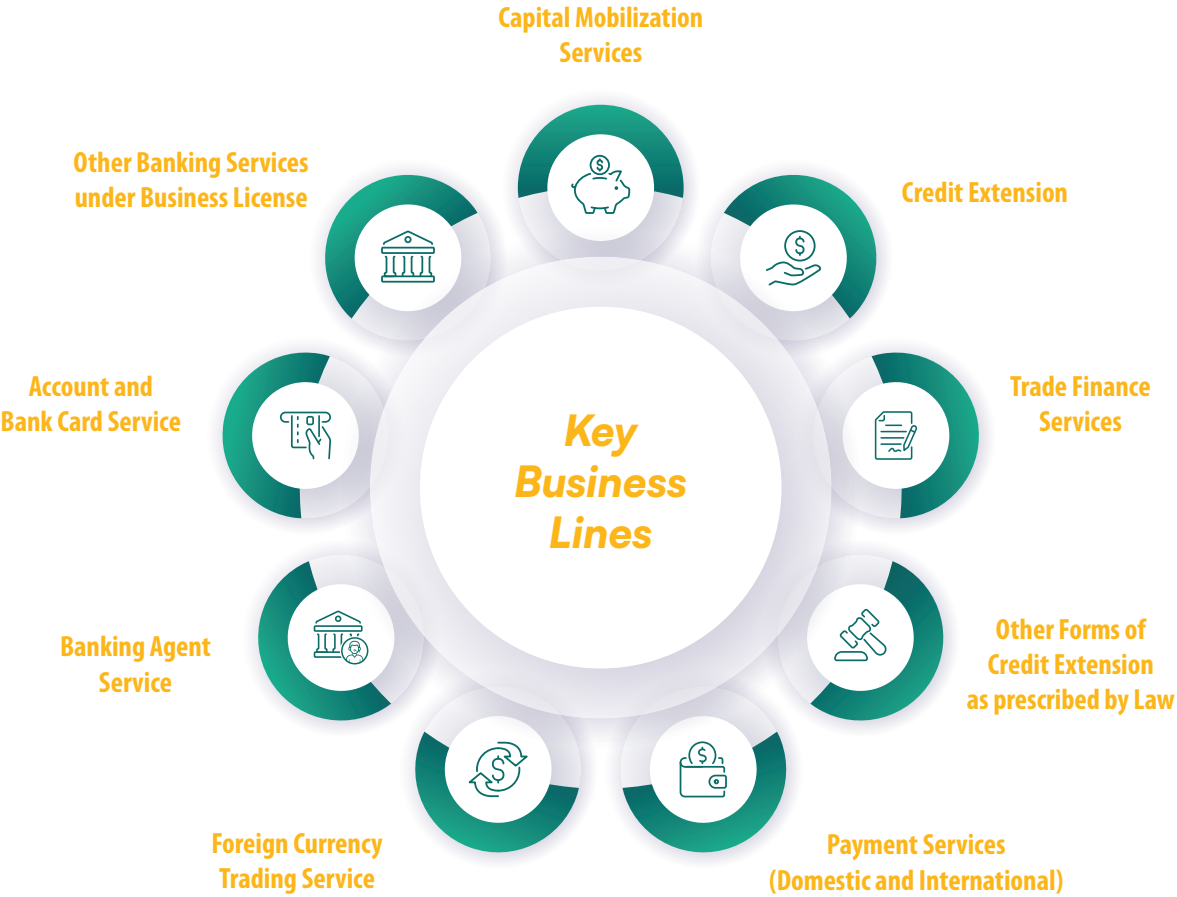 Capital Mobilization
Services
Other Banking Services
under Business License
Credit Extension
Account and
Bank Card Service
Trade Finance
Services
Key
Business
Lines
Banking Agent
Service
Other Forms of
Credit Extension
as prescribed by Law
Foreign Currency
Trading Service
Payment Services
(Domestic and International)